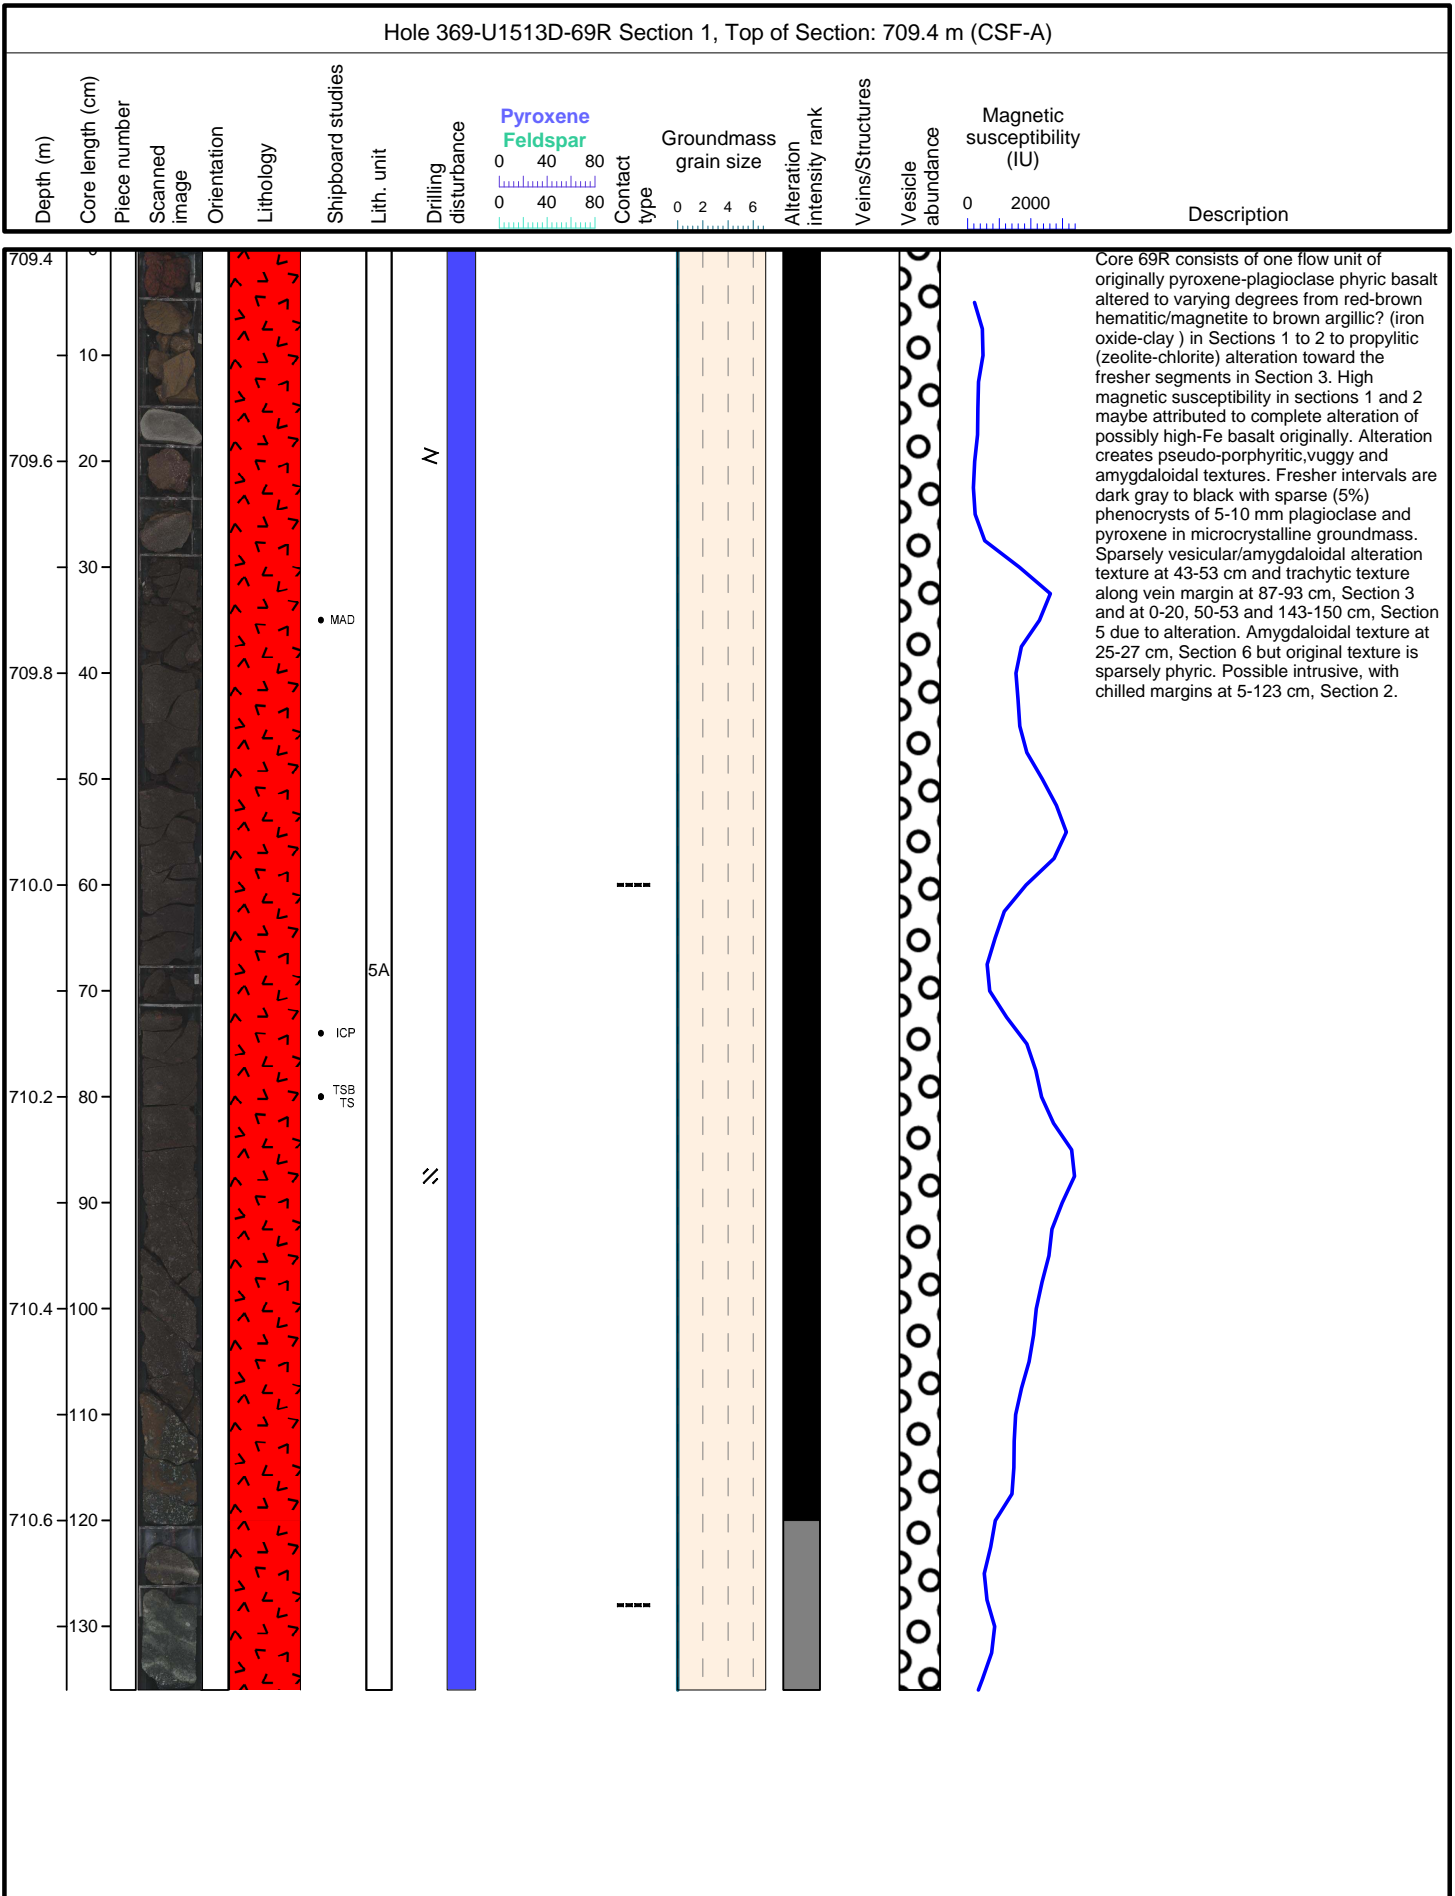 Hole 369-U1513D-69R Section 1, Top of Section: 709.4 m (CSF-A)
Depth (m)
Core length (cm)
Piece number
Scanned
image
Orientation
Lithology
Shipboard studies
Lith. unit
Drilling
disturbance
Pyroxene
Feldspar
0 40 80
0 40 80
Contact
type
Groundmass
grain size
0 2 4 6
Alteration
intensity rank
Veins/Structures
Vesicle
abundance
Magnetic
susceptibility
(IU)
0 2000
Description
709.4
709.6
709.8
710.0
710.2
710.4
710.6
0
10
20
30
40
50
60
70
80
90
100
110
120
130
MAD
ICP
TSB
TS
5A
Core 69R consists of one flow unit of
originally pyroxene-plagioclase phyric basalt
altered to varying degrees from red-brown
hematitic/magnetite to brown argillic? (iron
oxide-clay ) in Sections 1 to 2 to propylitic
(zeolite-chlorite) alteration toward the
fresher segments in Section 3. High
magnetic susceptibility in sections 1 and 2
maybe attributed to complete alteration of
possibly high-Fe basalt originally. Alteration
creates pseudo-porphyritic,vuggy and
amygdaloidal textures. Fresher intervals are
dark gray to black with sparse (5%)
phenocrysts of 5-10 mm plagioclase and
pyroxene in microcrystalline groundmass.
Sparsely vesicular/amygdaloidal alteration
texture at 43-53 cm and trachytic texture
along vein margin at 87-93 cm, Section 3
and at 0-20, 50-53 and 143-150 cm, Section
5 due to alteration. Amygdaloidal texture at
25-27 cm, Section 6 but original texture is
sparsely phyric. Possible intrusive, with
chilled margins at 5-123 cm, Section 2.